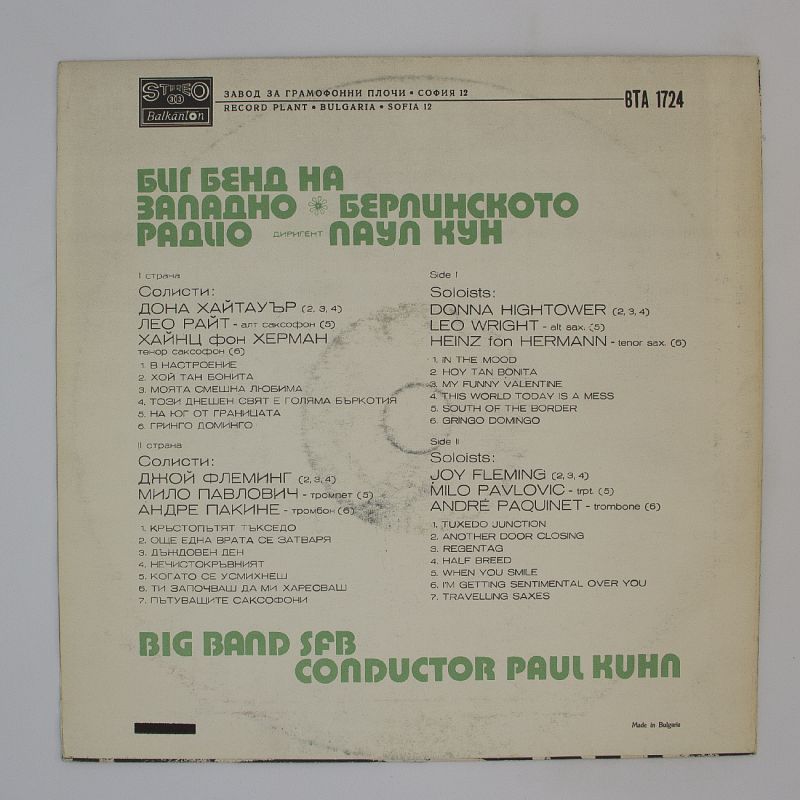 STEREO
33
Balkanton
ЗАВОД ЗА ГРАМОФОННИ ПЛОЧИ • СОФИЯ 12
RECORD PLANT • BULGARIA • SOFIA 12
ВТА 1724
БИГ БЕНД НА
ЗАПАДНО БЕРЛИНСКОТО
РАДИО ДИРИГЕНТ ПАУЛ КУН
I страна
Солисти:
ДОНА ХАЙТАУЪР (2, 3, 4)
ЛЕО РАЙТ - алт саксофон (5)
ХАЙНЦ фон ХЕРМАН
тенор саксофон (6)
1. В НАСТРОЕНИЕ
2. ХОЙ ТАН БОНИТА
3. МОЯТА СМЕШНА ЛЮБИМА
4. ТОЗИ ДНЕШЕН СВЯТ Е ГОЛЯМА БЪРКОТИЯ
5. НА ЮГ ОТ ГРАНИЦАТА
6. ГРИНГО ДОМИНГО
II страна
Солисти:
ДЖОЙ ФЛЕМИНГ (2, 3, 4)
МИЛО ПАВЛОВИЧ - тромпет (5)
АНДРЕ ПАКИНЕ - тромбон (6)
1. КРЪСТОПЪТЯТ ТЪКСЕДО
2. ОЩЕ ЕДНА ВРАТА СЕ ЗАТВАРЯ
3. ДЪЖДОВЕН ДЕН
4. НЕЧИСТОКРЪВНИЯТ
5. КОГАТО СЕ УСМИХНЕШ
6. ТИ ЗАПОЧВАШ ДА МИ ХАРЕСВАШ
7. ПЪТУВАЩИТЕ САКСОФОНИ
Side I
Soloists:
DONNA HIGHTOWER (2, 3, 4)
LEO WRIGHT - alt sax. (5)
HEINZ fon HERMANN - tenor sax. (6)
1. IN THE MOOD
2. HOY TAN BONITA
3. MY FUNNY VALENTINE
4. THIS WORLD TODAY IS A MESS
5. SOUTH OF THE BORDER
6. GRINGO DOMINGO
Side II
Soloists:
JOY FLEMING (2, 3, 4)
MILO PAVLOVIC - trpt. (5)
ANDRÉ PAQUINET - trombone (6)
1. TUXEDO JUNCTION
2. ANOTHER DOOR CLOSING
3. REGENTAG
4. HALF BREED
5. WHEN YOU SMILE
6. I'M GETTING SENTIMENTAL OVER YOU
7. TRAVELLING SAXES
BIG BAND SFB
CONDUCTOR PAUL KUHN
Made in Bulgaria